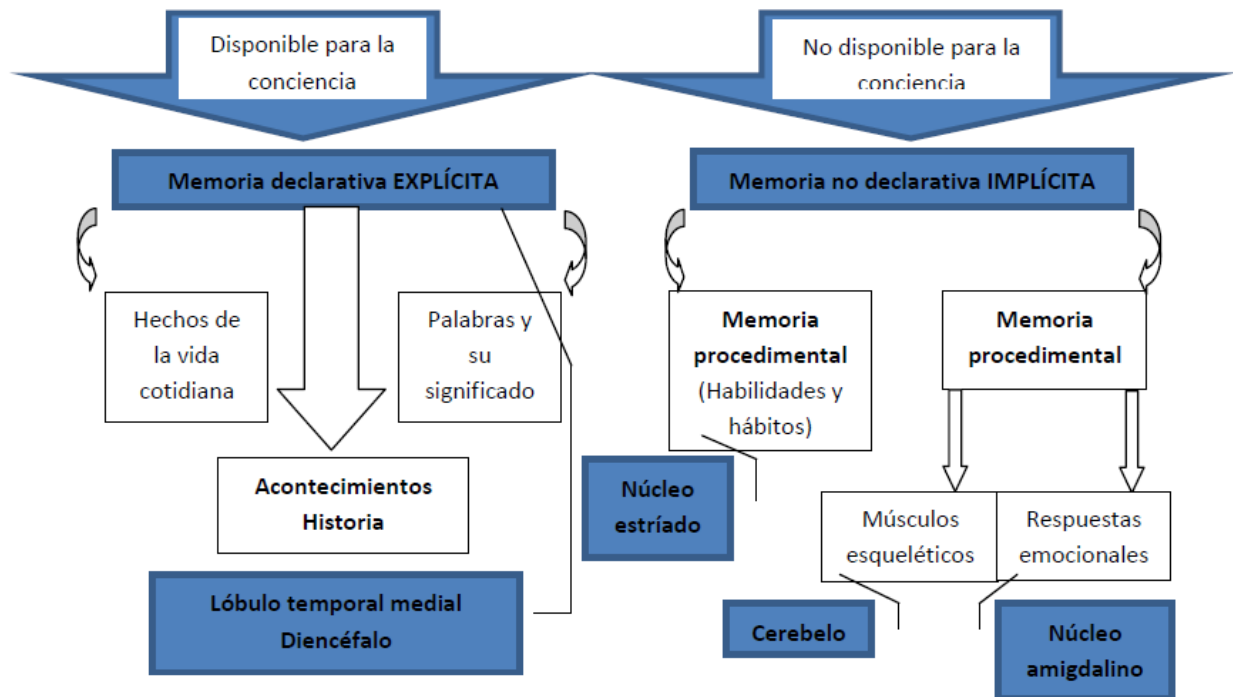 Disponible para la
conciencia
No disponible para la
conciencia
Memoria declarativa EXPLÍCITA
Memoria no declarativa IMPLÍCITA
Hechos de
la vida
cotidiana
Palabras y
su
significado
Memoria
procedimental
(Habilidades y
hábitos)
Memoria
procedimental
Acontecimientos
Historia
Núcleo
estríado
Músculos
esqueléticos
Respuestas
emocionales
Lóbulo temporal medial
Diencéfalo
Cerebelo
Núcleo
amigdalino